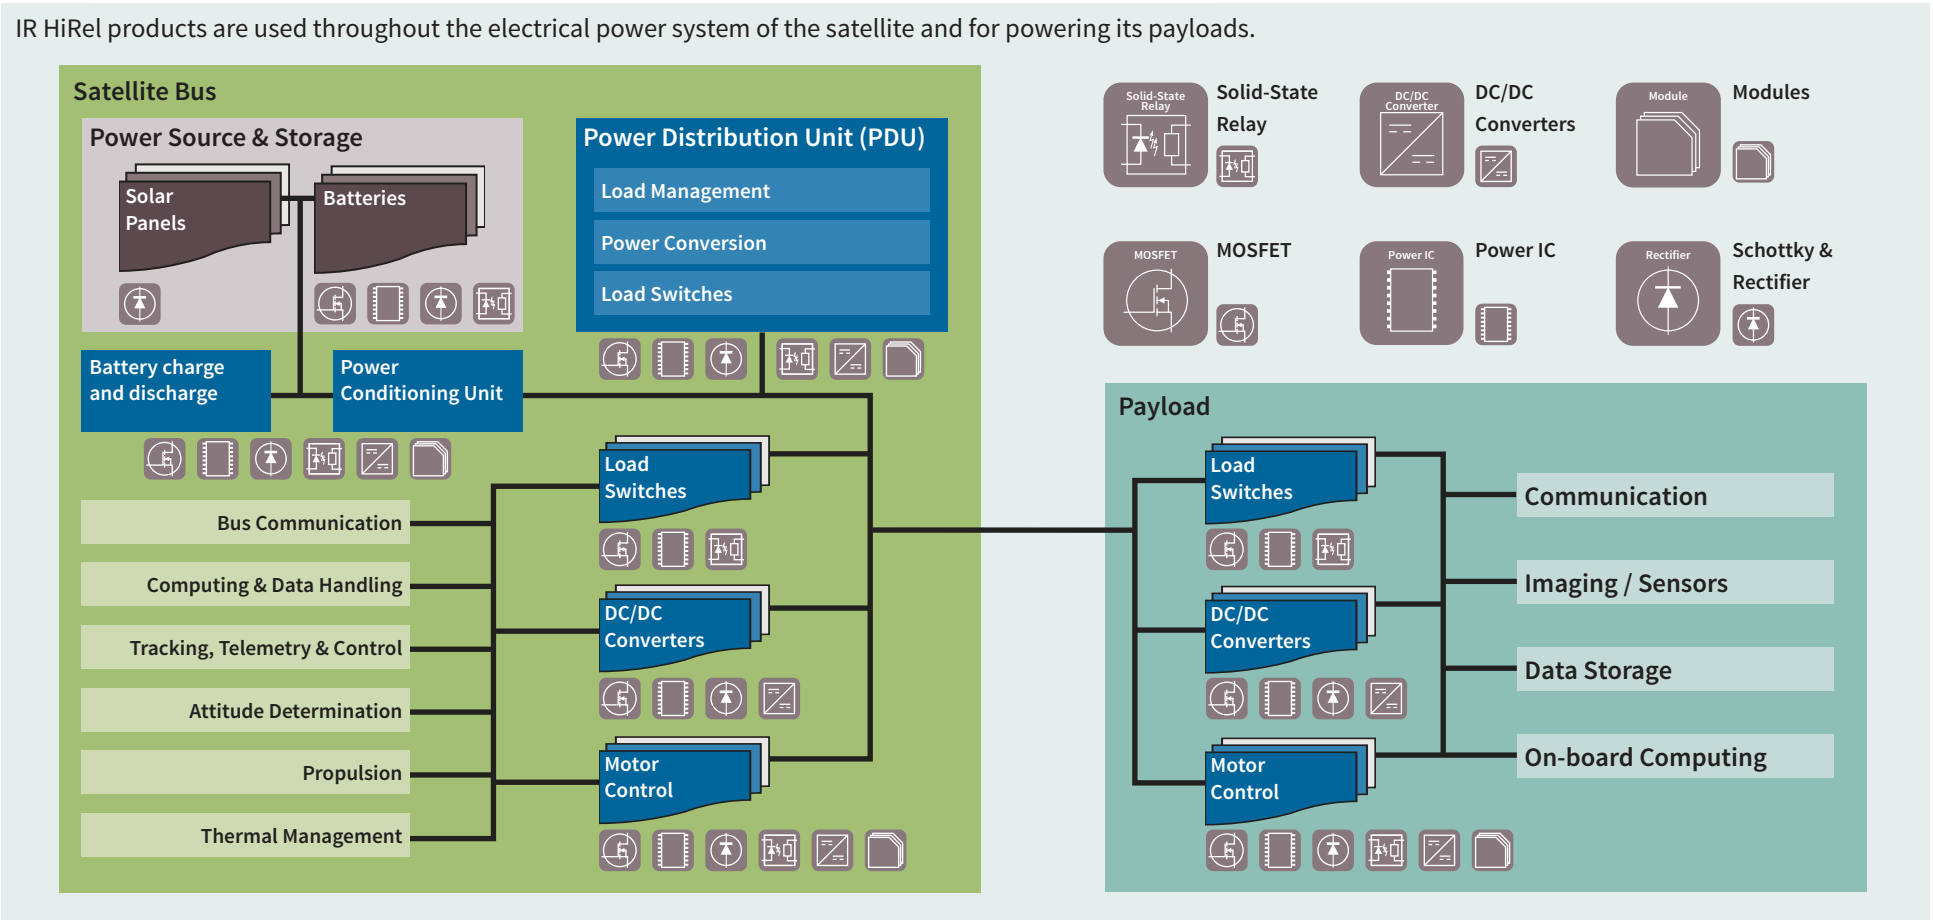 IR HiRel products are used throughout the electrical power system of the satellite and for powering its payloads.
Satellite Bus
Power Source & Storage
Solar
Panels
Batteries
Power Distribution Unit (PDU)
Load Management
Power Conversion
Load Switches
Battery charge
and discharge
Power
Conditioning Unit
Bus Communication
Computing & Data Handling
Tracking, Telemetry & Control
Attitude Determination
Propulsion
Thermal Management
Load
Switches
DC/DC
Converters
Motor
Control
Solid-State
Relay
Solid-State
Relay
DC/DC
Converter
DC/DC
Converters
Module
Modules
MOSFET
MOSFET
Power IC
Power IC
Rectifier
Schottky &
Rectifier
Payload
Load
Switches
DC/DC
Converters
Motor
Control
Communication
Imaging / Sensors
Data Storage
On-board Computing